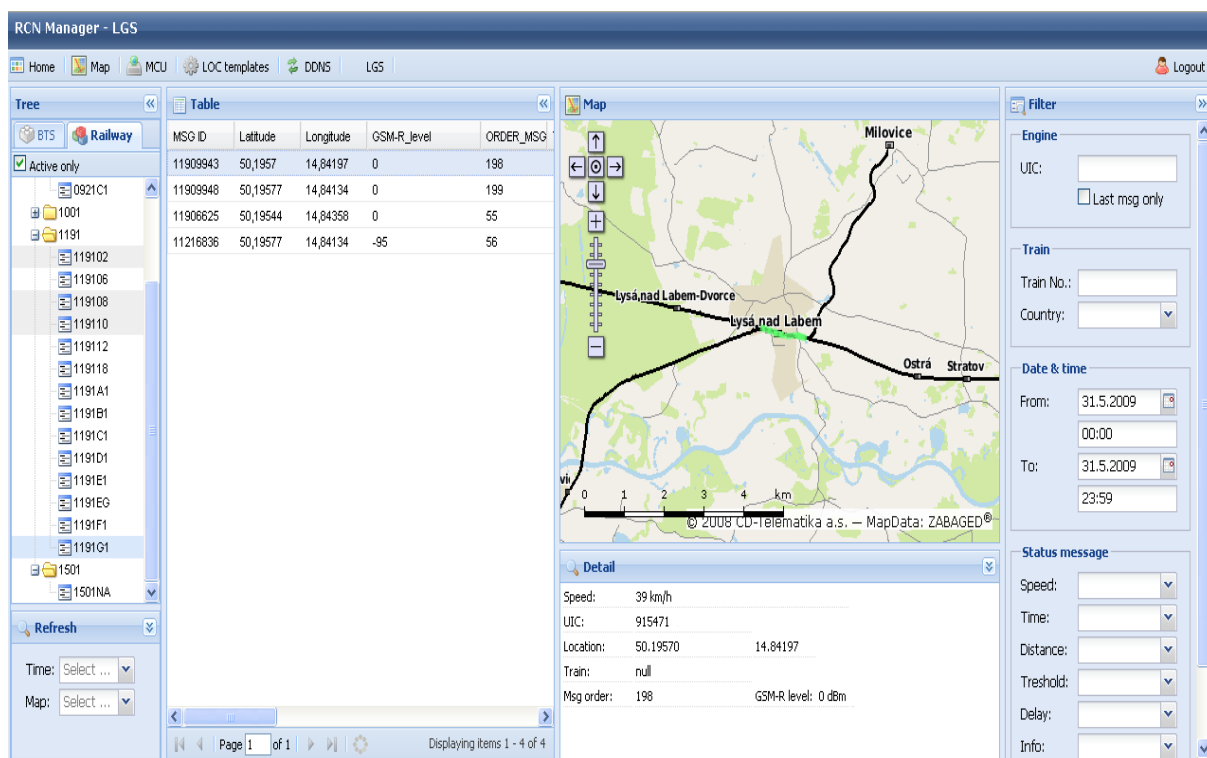 RCN Manager - LGS
Home Map MCU LOC templates DDNS LGS Logout
Tree
BTS Railway
Active only
0921C1
1001
1191
119102
119106
119108
119110
119112
119118
1191A1
1191B1
1191C1
1191D1
1191E1
1191EG
1191F1
1191G1
1501
1501NA
Refresh
Time: Select ...
Map: Select ...
Table
MSG ID Latitude Longitude GSM-R_level ORDER_MSG
11909943 50,1957 14,84197 0 198
11909948 50,19577 14,84134 0 199
11906625 50,19544 14,84358 0 55
11216836 50,19577 14,84134 -95 56
Page 1 of 1 Displaying items 1 - 4 of 4
Map
Milovice
Lysá nad Labem-Dvorce
Lysá nad Labem
Ostrá Stratov
0 1 2 3 4 km
© 2008 CD-Telematika a.s. — MapData: ZABAGED®
Detail
Speed: 39 km/h
UIC: 915471
Location: 50.19570 14.84197
Train: null
Msg order: 198 GSM-R level: 0 dBm
Filter
Engine
UIC:
Last msg only
Train
Train No.:
Country:
Date & time
From: 31.5.2009
00:00
To: 31.5.2009
23:59
Status message
Speed:
Time:
Distance:
Treshold:
Delay:
Info: